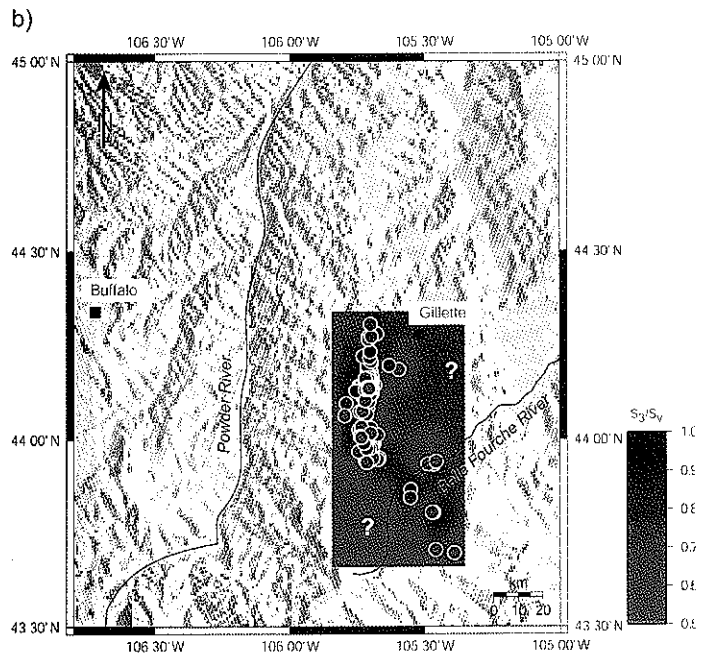 b)
106 30'W 106 00'W 105 30'W 105 00'W
45 00'N 45 00'N
44 30'N 44 30'N
Buffalo
Gillette
Powder River
?
Belle Fourche River
44 00'N 44 00'N
?
S3/Sv
1.0
0.9
0.8
0.7
0.6
0.5
km
0 10 20
43 30'N 43 30'N
106 30'W 106 00'W 105 30'W 105 00'W